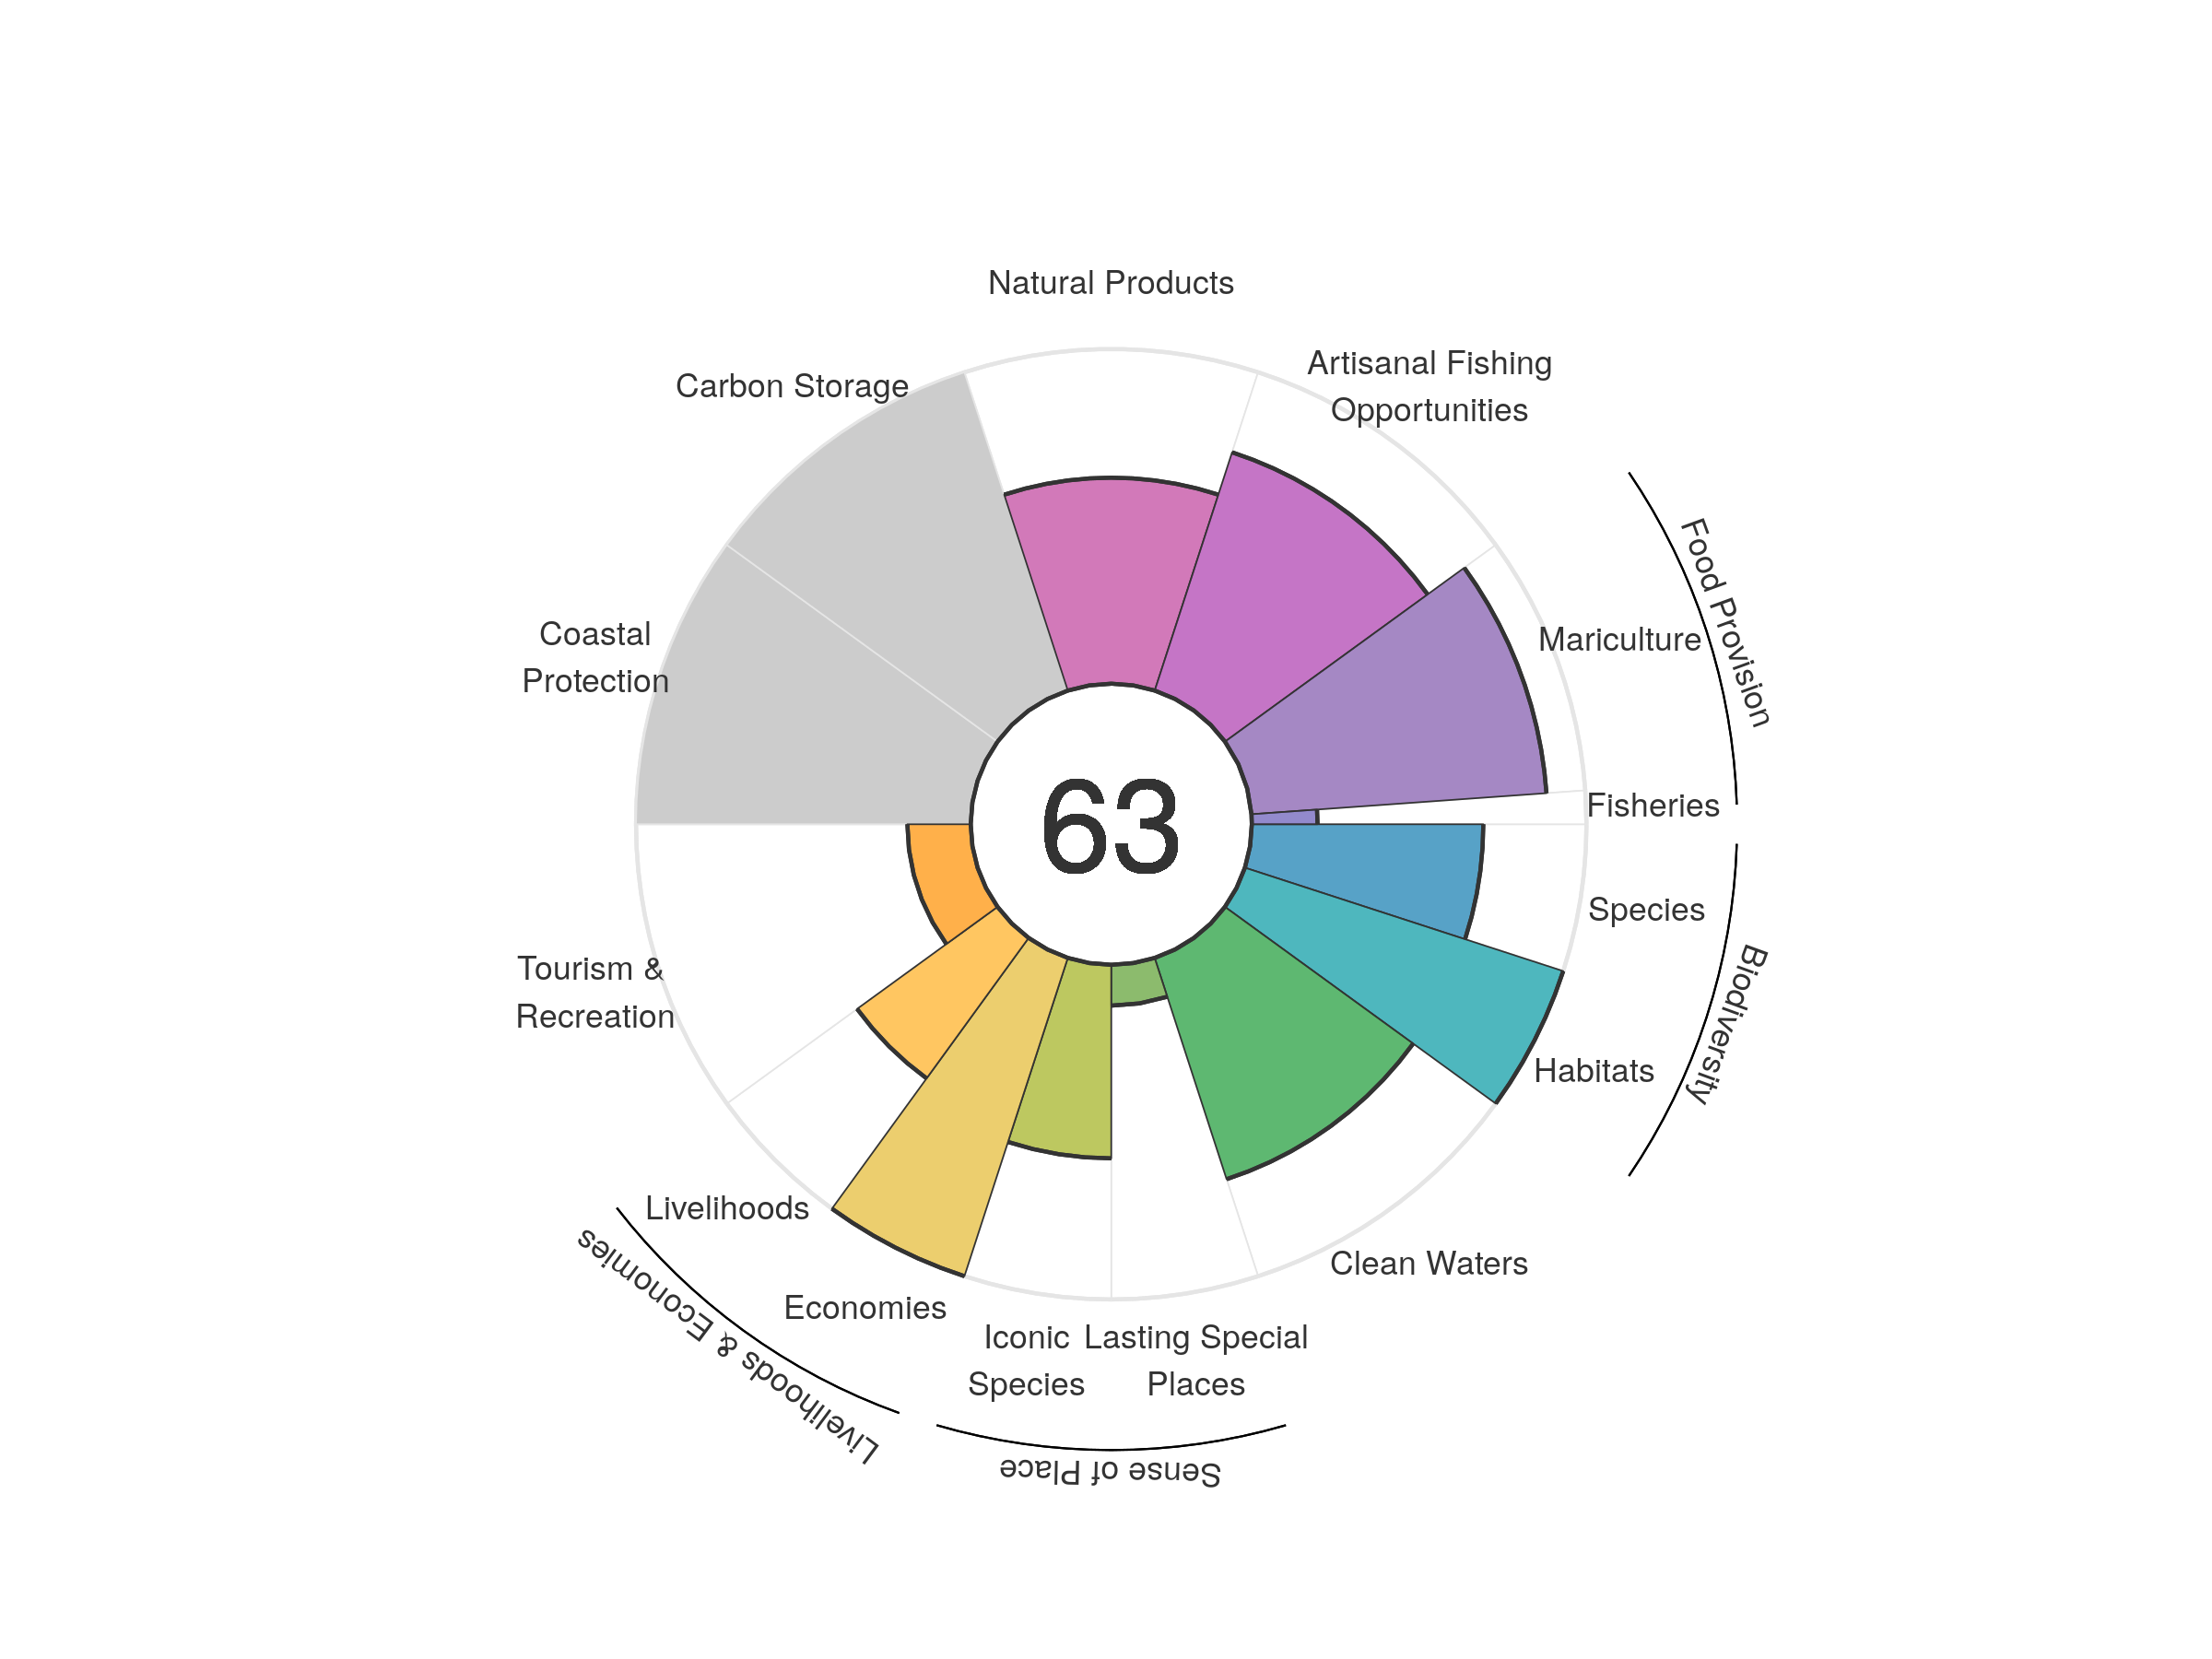 Natural Products
Artisanal Fishing
Opportunities
Carbon Storage
Food Provision
Mariculture
Coastal
Protection
Fisheries
63
Species
Biodiversity
Tourism &
Recreation
Habitats
Livelihoods
Clean Waters
Economies
Livelihoods & Economies
Iconic
Species
Lasting Special
Places
Sense of Place